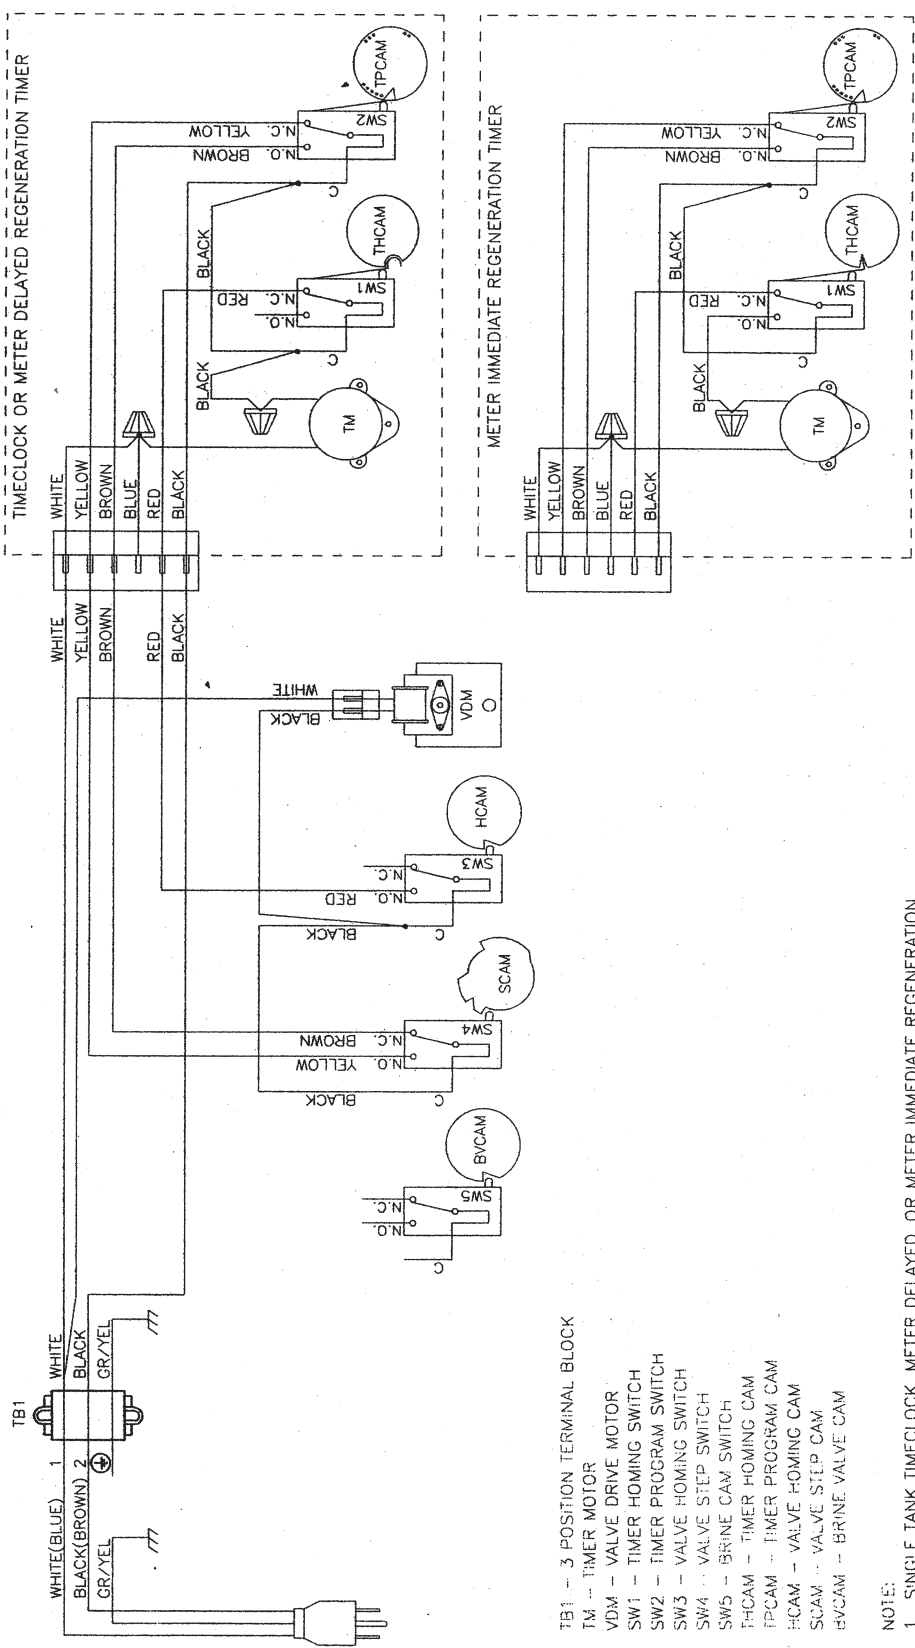 TIMECLOCK OR METER DELAYED REGENERATION TIMER
WHITE
YELLOW
BROWN
BLUE
RED
BLACK
YELLOW
BROWN
N.C.
N.O.
SW2
TPCAM
C
BLACK
RED
N.C.
N.O.
SW1
THCAM
C
BLACK
TM
METER IMMEDIATE REGENERATION TIMER
WHITE
YELLOW
BROWN
BLUE
RED
BLACK
YELLOW
BROWN
N.C.
N.O.
SW2
TPCAM
C
BLACK
RED
N.C.
N.O.
SW1
THCAM
C
BLACK
TM
WHITE
YELLOW
BROWN
RED
BLACK
WHITE
BLACK
VDM
HCAM
SW3
N.C.
N.O.
RED
C
BLACK
SCAM
SW4
N.C.
N.O.
BROWN
YELLOW
C
BLACK
BVCAM
SW5
N.C.
N.O.
C
TB1
WHITE
BLACK
GR/YEL
1
2
WHITE(BLUE)
BLACK(BROWN)
GR/YEL
TB1 - 3 POSITION TERMINAL BLOCK
TM - TIMER MOTOR
VDM - VALVE DRIVE MOTOR
SW1 - TIMER HOMING SWITCH
SW2 - TIMER PROGRAM SWITCH
SW3 - VALVE HOMING SWITCH
SW4 - VALVE STEP SWITCH
SW5 - BRINE CAM SWITCH
THCAM - TIMER HOMING CAM
TPCAM - TIMER PROGRAM CAM
HCAM - VALVE HOMING CAM
SCAM - VALVE STEP CAM
BVCAM - BRINE VALVE CAM
NOTE:
1 SINGLE TANK TIMECLOCK, METER DELAYED, OR METER IMMEDIATE REGENERATION